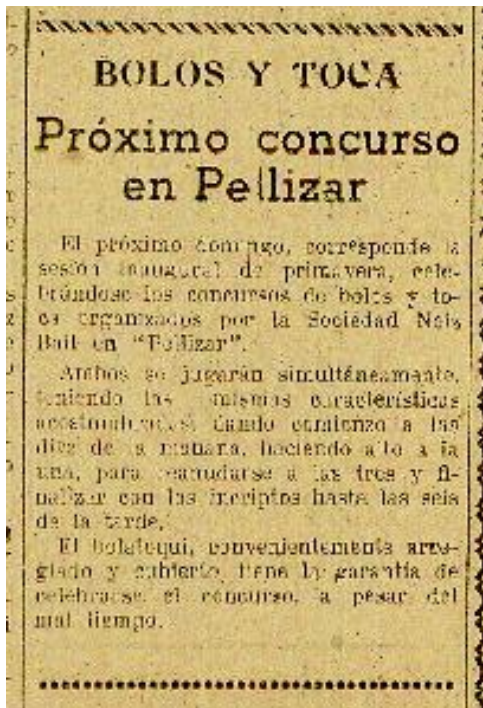 BOLOS Y TOCA
Próximo concurso
en Pellizar
El próximo domingo, corresponde la
sesión inaugural de primavera, cele-
brándose los concursos de bolos y to-
ca organizados por la Sociedad
Bait en "Pellizar".
Ambos se jugarán simultáneamente,
teniendo las mismas características
acostumbradas; dando comienzo a las
diez de la mañana, haciendo alto a la
una, para reanudarse a las tres y fi-
nalizar con los incriptos hasta las seis
de la tarde.
El bolatoqui, convenientemente arre-
glado y cubierto, tiene la garantía de
celebrarse el concurso, a pesar del
mal tiempo.